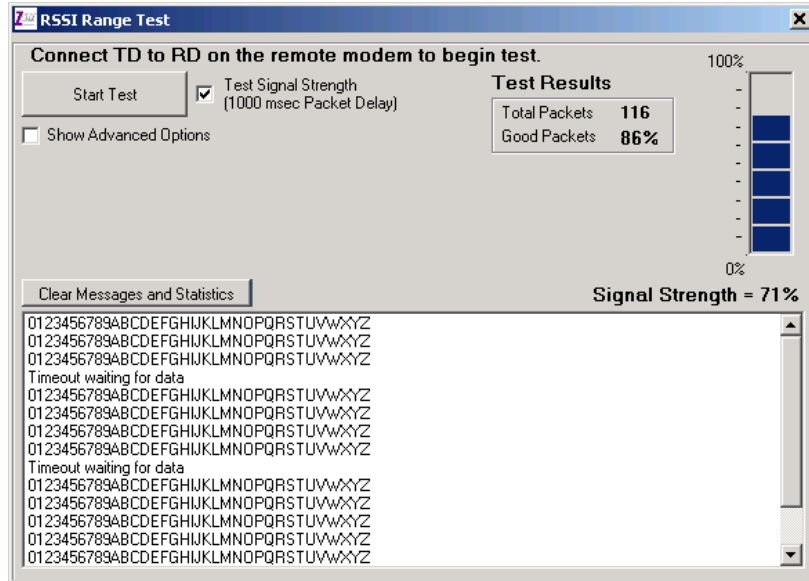 RSSI Range Test
Connect TD to RD on the remote modem to begin test.
100%
Start Test
Test Signal Strength
(1000 msec Packet Delay)
Show Advanced Options
Test Results
Total Packets 116
Good Packets 86%
0%
Clear Messages and Statistics
Signal Strength = 71%
0123456789ABCDEFGHIJKLMNOPQRSTUVWXYZ
0123456789ABCDEFGHIJKLMNOPQRSTUVWXYZ
0123456789ABCDEFGHIJKLMNOPQRSTUVWXYZ
Timeout waiting for data
0123456789ABCDEFGHIJKLMNOPQRSTUVWXYZ
0123456789ABCDEFGHIJKLMNOPQRSTUVWXYZ
0123456789ABCDEFGHIJKLMNOPQRSTUVWXYZ
0123456789ABCDEFGHIJKLMNOPQRSTUVWXYZ
Timeout waiting for data
0123456789ABCDEFGHIJKLMNOPQRSTUVWXYZ
0123456789ABCDEFGHIJKLMNOPQRSTUVWXYZ
0123456789ABCDEFGHIJKLMNOPQRSTUVWXYZ
0123456789ABCDEFGHIJKLMNOPQRSTUVWXYZ
0123456789ABCDEFGHIJKLMNOPQRSTUVWXYZ